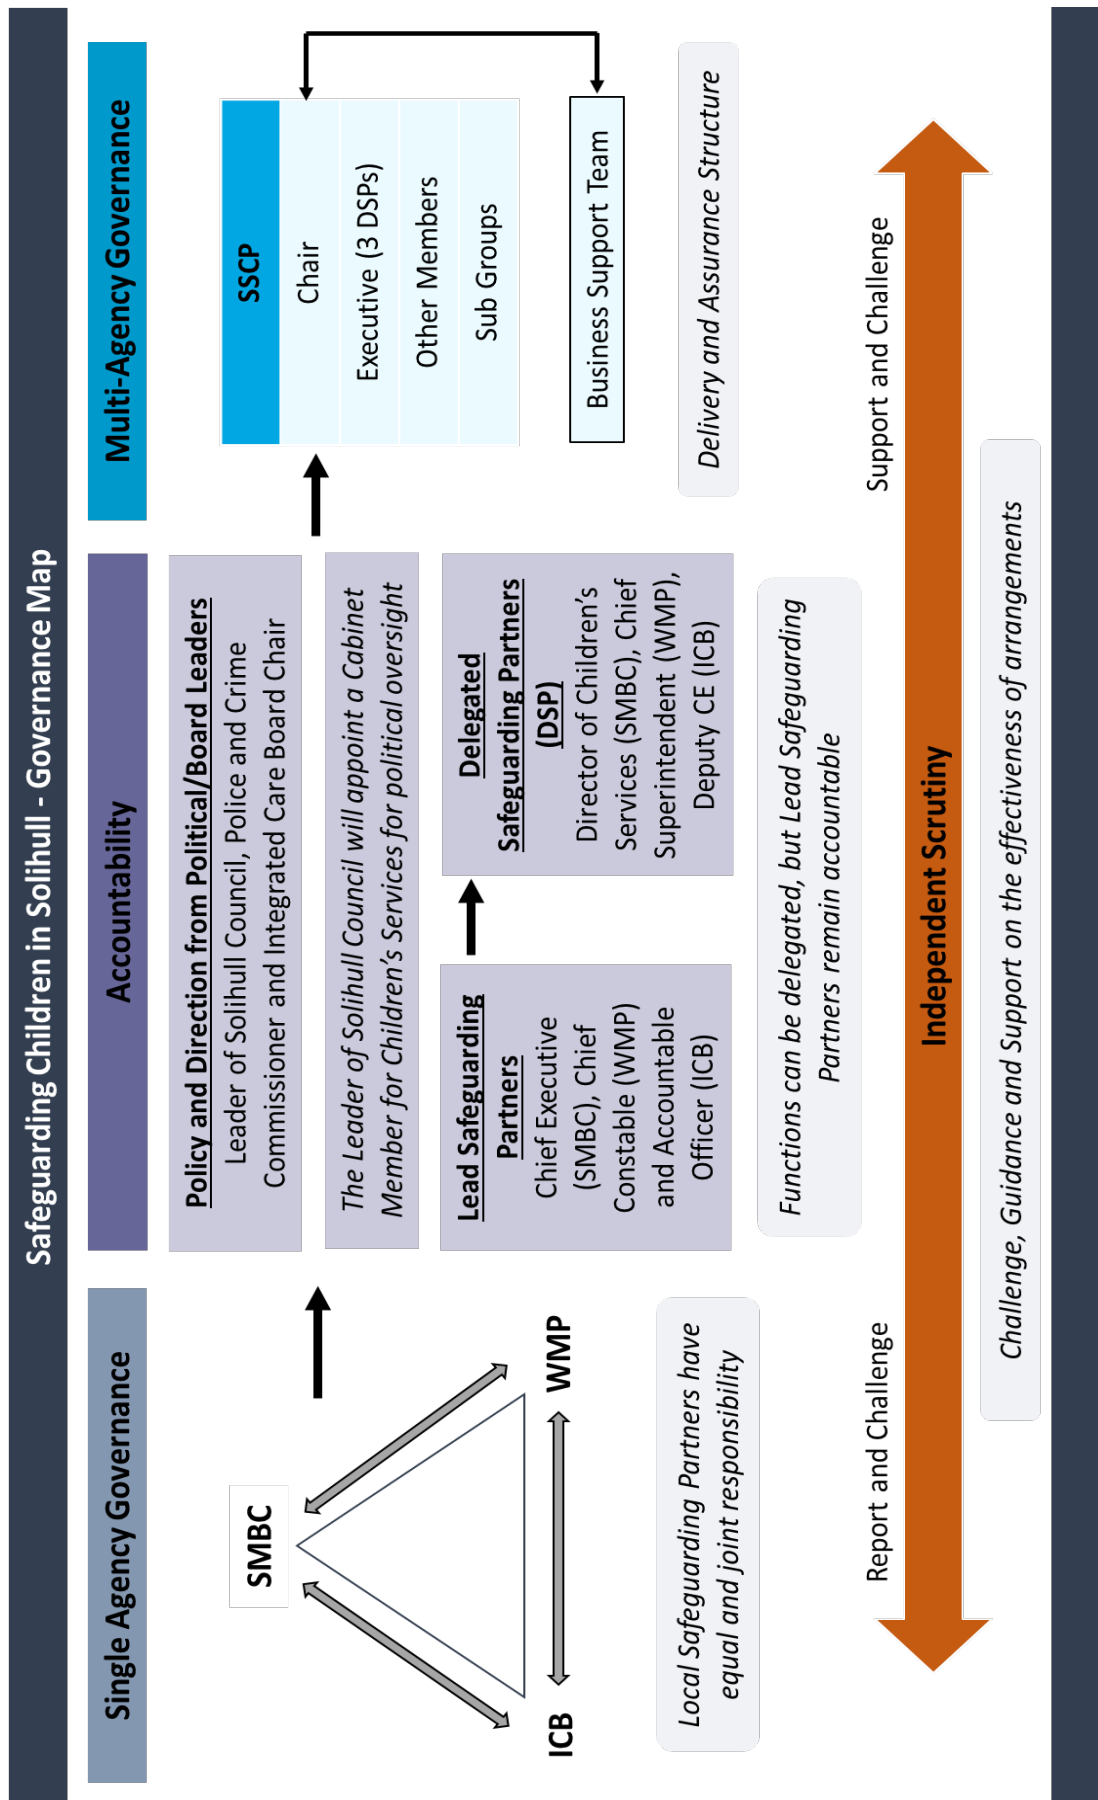 Safeguarding Children in Solihull - Governance Map
Single Agency Governance
SMBC
ICB
WMP
Local Safeguarding Partners have
equal and joint responsibility
Accountability
Policy and Direction from Political/Board Leaders
Leader of Solihull Council, Police and Crime
Commissioner and Integrated Care Board Chair
The Leader of Solihull Council will appoint a Cabinet
Member for Children's Services for political oversight
Lead Safeguarding
Partners
Chief Executive
(SMBC), Chief
Constable (WMP)
and Accountable
Officer (ICB)
Delegated
Safeguarding Partners
(DSP)
Director of Children's
Services (SMBC), Chief
Superintendent (WMP),
Deputy CE (ICB)
Functions can be delegated, but Lead Safeguarding
Partners remain accountable
Multi-Agency Governance
SSCP
Chair
Executive (3 DSPs)
Other Members
Sub Groups
Business Support Team
Delivery and Assurance Structure
Report and Challenge
Support and Challenge
Independent Scrutiny
Challenge, Guidance and Support on the effectiveness of arrangements